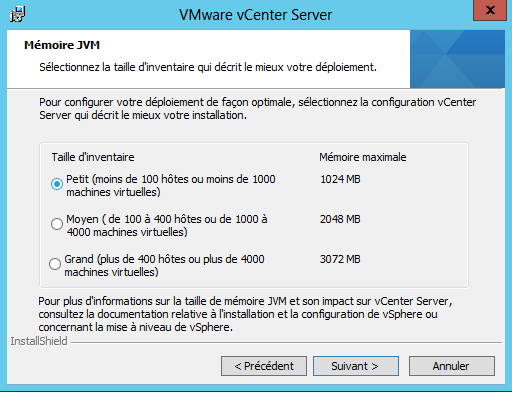 VMware vCenter Server
x
Mémoire JVM
Sélectionnez la taille d'inventaire qui décrit le mieux votre déploiement.
Pour configurer votre déploiement de façon optimale, sélectionnez la configuration vCenter
Server qui décrit le mieux votre installation.
Taille d'inventaire Mémoire maximale
Petit (moins de 100 hôtes ou moins de 1000 1024 MB
machines virtuelles)
Moyen ( de 100 à 400 hôtes ou de 1000 à 2048 MB
4000 machines virtuelles)
Grand (plus de 400 hôtes ou plus de 4000 3072 MB
machines virtuelles)
Pour plus d'informations sur la taille de mémoire JVM et son impact sur vCenter Server,
consultez la documentation relative à l'installation et la configuration de vSphere ou
concernant la mise à niveau de vSphere.
InstallShield
< Précédent Suivant > Annuler